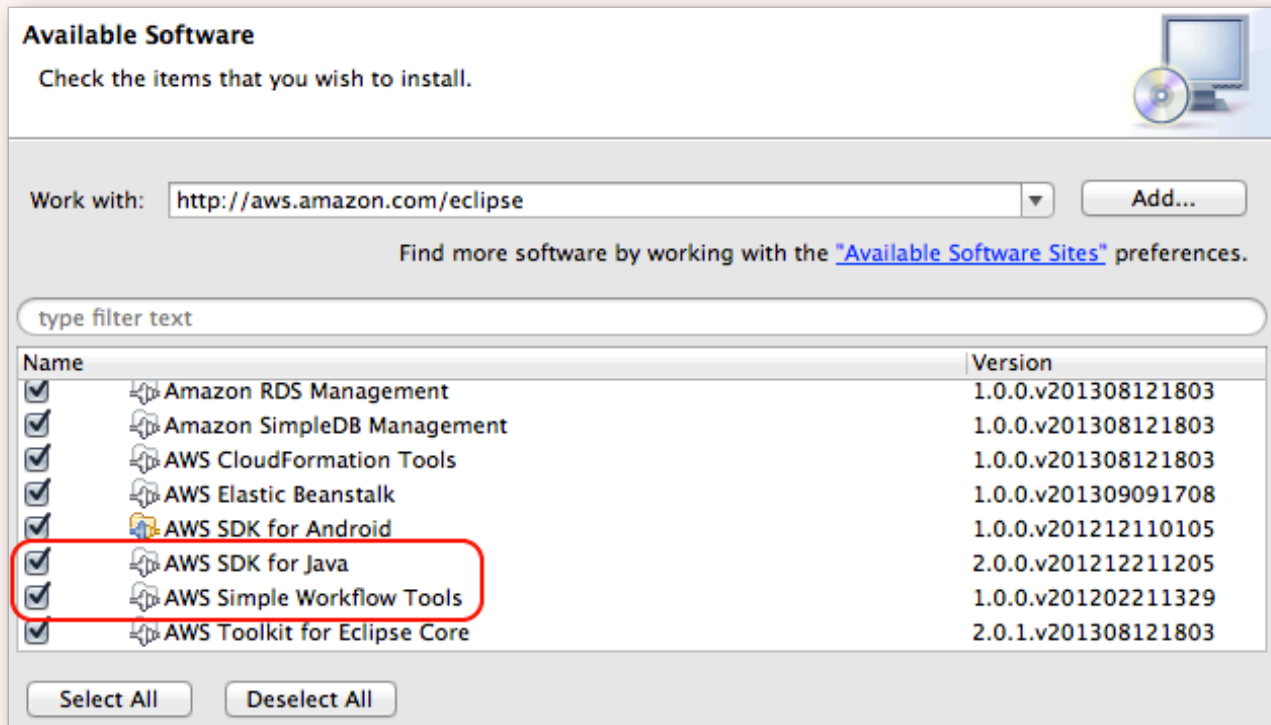 Available Software
Check the items that you wish to install.
Work with: http://aws.amazon.com/eclipse Add...
Find more software by working with the "Available Software Sites" preferences.
type filter text
Name Version
Amazon RDS Management 1.0.0.v201308121803
Amazon SimpleDB Management 1.0.0.v201308121803
AWS CloudFormation Tools 1.0.0.v201308121803
AWS Elastic Beanstalk 1.0.0.v201309091708
AWS SDK for Android 1.0.0.v201212110105
AWS SDK for Java 2.0.0.v201212211205
AWS Simple Workflow Tools 1.0.0.v201202211329
AWS Toolkit for Eclipse Core 2.0.1.v201308121803
Select All Deselect All